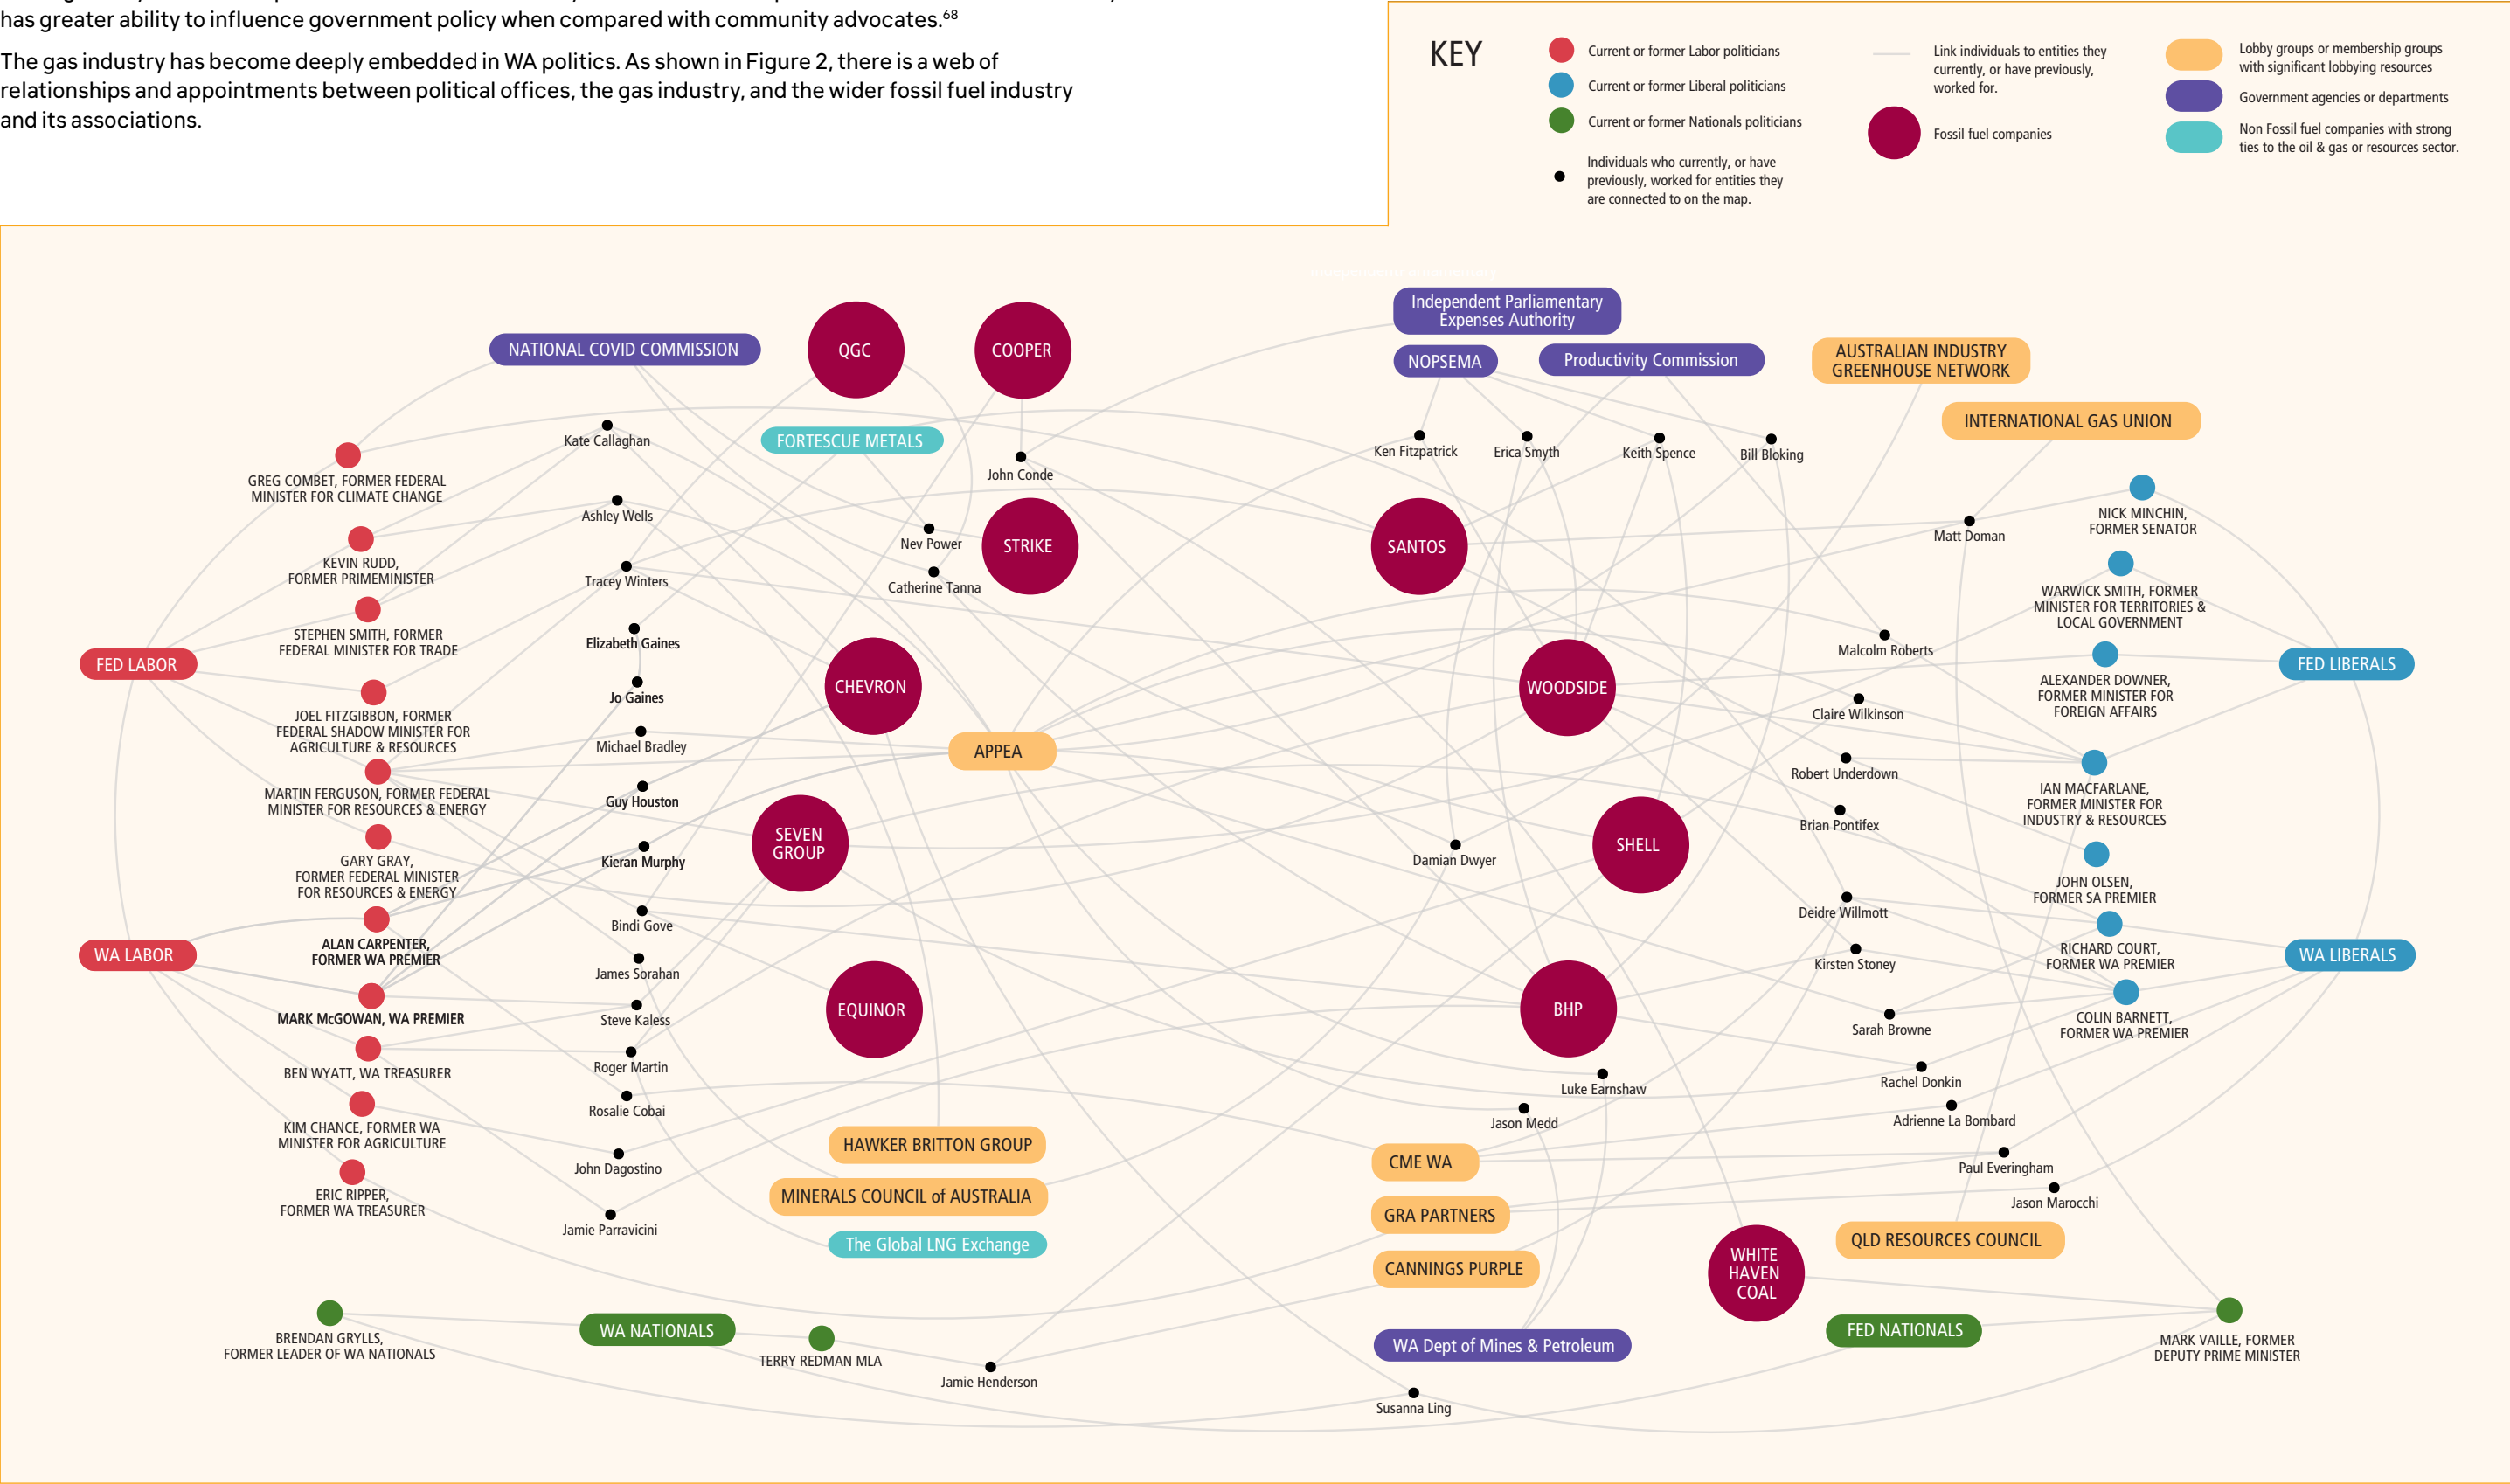 has greater ability to influence government policy when compared with community advocates.68
The gas industry has become deeply embedded in WA politics. As shown in Figure 2, there is a web of
relationships and appointments between political offices, the gas industry, and the wider fossil fuel industry
and its associations.
KEY
Current or former Labor politicians
Current or former Liberal politicians
Current or former Nationals politicians
Individuals who currently, or have
previously, worked for entities they
are connected to on the map.
Link individuals to entities they
currently, or have previously,
worked for.
Fossil fuel companies
Lobby groups or membership groups
with significant lobbying resources
Government agencies or departments
Non Fossil fuel companies with strong
ties to the oil & gas or resources sector.
NATIONAL COVID COMMISSION
QGC
COOPER
Independent Parliamentary
Expenses Authority
NOPSEMA
Productivity Commission
AUSTRALIAN INDUSTRY
GREENHOUSE NETWORK
INTERNATIONAL GAS UNION
FORTESCUE METALS
Kate Callaghan
John Conde
Ken Fitzpatrick
Erica Smyth
Keith Spence
Bill Bloking
GREG COMBET, FORMER FEDERAL
MINISTER FOR CLIMATE CHANGE
Ashley Wells
Nev Power
STRIKE
SANTOS
Matt Doman
NICK MINCHIN,
FORMER SENATOR
KEVIN RUDD,
FORMER PRIMEMINISTER
Tracey Winters
Catherine Tanna
WARWICK SMITH, FORMER
MINISTER FOR TERRITORIES &
LOCAL GOVERNMENT
STEPHEN SMITH, FORMER
FEDERAL MINISTER FOR TRADE
Elizabeth Gaines
Malcolm Roberts
FED LABOR
FED LIBERALS
CHEVRON
WOODSIDE
Jo Gaines
ALEXANDER DOWNER,
FORMER MINISTER FOR
FOREIGN AFFAIRS
JOEL FITZGIBBON, FORMER
FEDERAL SHADOW MINISTER FOR
AGRICULTURE & RESOURCES
Claire Wilkinson
Michael Bradley
APPEA
Robert Underdown
MARTIN FERGUSON, FORMER FEDERAL
MINISTER FOR RESOURCES & ENERGY
Guy Houston
IAN MACFARLANE,
FORMER MINISTER FOR
INDUSTRY & RESOURCES
Brian Pontifex
SEVEN
GROUP
SHELL
Kieran Murphy
Damian Dwyer
GARY GRAY,
FORMER FEDERAL MINISTER
FOR RESOURCES & ENERGY
JOHN OLSEN,
FORMER SA PREMIER
Bindi Gove
Deidre Willmott
ALAN CARPENTER,
FORMER WA PREMIER
RICHARD COURT,
FORMER WA PREMIER
WA LABOR
WA LIBERALS
James Sorahan
Kirsten Stoney
EQUINOR
BHP
MARK McGOWAN, WA PREMIER
Steve Kaless
Sarah Browne
COLIN BARNETT,
FORMER WA PREMIER
BEN WYATT, WA TREASURER
Roger Martin
Luke Earnshaw
Rachel Donkin
Rosalie Cobai
Jason Medd
Adrienne La Bombard
KIM CHANCE, FORMER WA
MINISTER FOR AGRICULTURE
HAWKER BRITTON GROUP
John Dagostino
CME WA
Paul Everingham
ERIC RIPPER,
FORMER WA TREASURER
MINERALS COUNCIL of AUSTRALIA
Jason Marocchi
Jamie Parravicini
GRA PARTNERS
The Global LNG Exchange
QLD RESOURCES COUNCIL
CANNINGS PURPLE
WHITE
HAVEN
COAL
BRENDAN GRYLLS,
FORMER LEADER OF WA NATIONALS
WA NATIONALS
TERRY REDMAN MLA
Jamie Henderson
WA Dept of Mines & Petroleum
FED NATIONALS
MARK VAILLE, FORMER
DEPUTY PRIME MINISTER
Susanna Ling